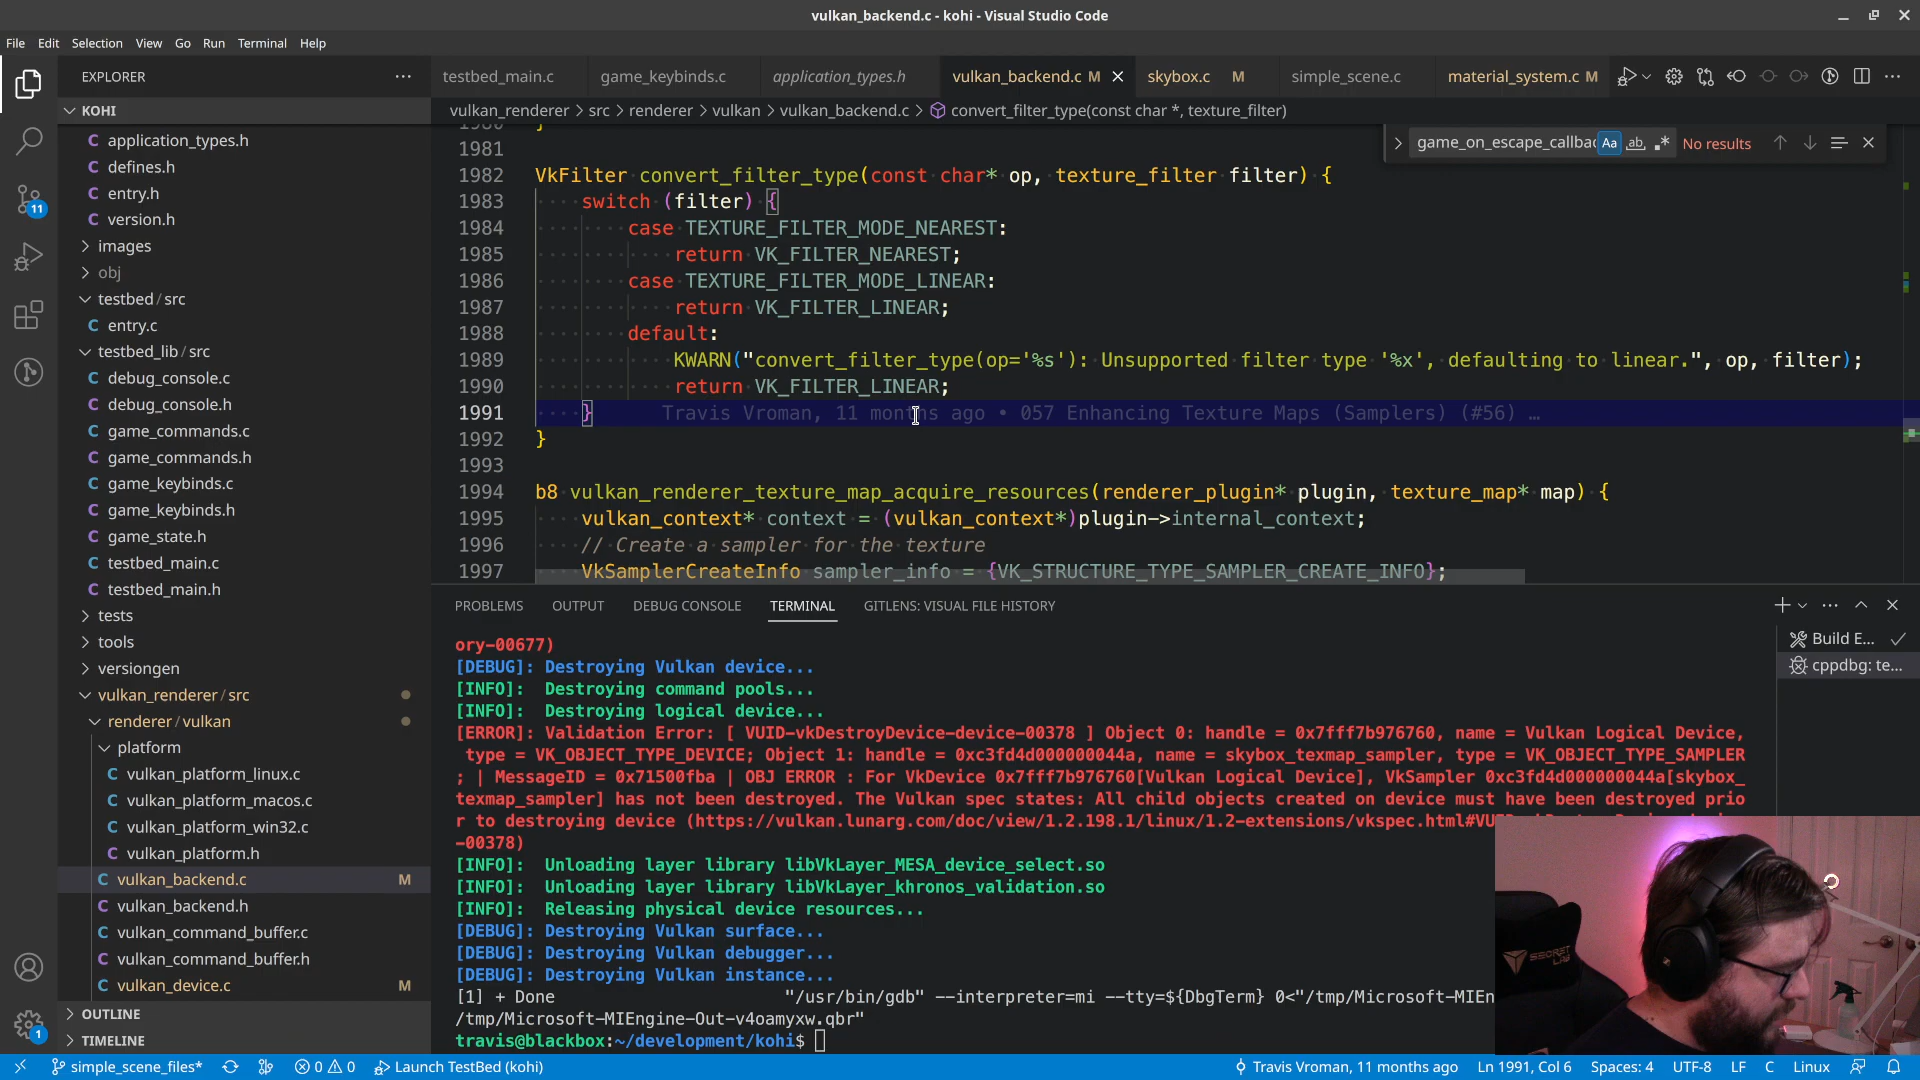 vulkan_backend.c - kohi - Visual Studio Code
File Edit Selection View Go Run Terminal Help
EXPLORER
testbed_main.c game_keybinds.c application_types.h vulkan_backend.c M skybox.c M simple_scene.c material_system.c M
KOHI
vulkan_renderer > src > renderer > vulkan > vulkan_backend.c > convert_filter_type(const char *, texture_filter)
game_on_escape_callbac Aa ab No results
application_types.h
defines.h
entry.h
version.h
images
obj
testbed / src
entry.c
testbed_lib / src
debug_console.c
debug_console.h
game_commands.c
game_commands.h
game_keybinds.c
game_keybinds.h
game_state.h
testbed_main.c
testbed_main.h
tests
tools
versiongen
vulkan_renderer / src
renderer / vulkan
platform
vulkan_platform_linux.c
vulkan_platform_macos.c
vulkan_platform_win32.c
vulkan_platform.h
vulkan_backend.c M
vulkan_backend.h
vulkan_command_buffer.c
vulkan_command_buffer.h
vulkan_device.c M
OUTLINE
TIMELINE
11
1
1980 }
1981
1982 VkFilter convert_filter_type(const char* op, texture_filter filter) {
1983 switch (filter) {
1984 case TEXTURE_FILTER_MODE_NEAREST:
1985 return VK_FILTER_NEAREST;
1986 case TEXTURE_FILTER_MODE_LINEAR:
1987 return VK_FILTER_LINEAR;
1988 default:
1989 KWARN("convert_filter_type(op='%s'): Unsupported filter type '%x', defaulting to linear.", op, filter);
1990 return VK_FILTER_LINEAR;
1991 } Travis Vroman, 11 months ago • 057 Enhancing Texture Maps (Samplers) (#56) …
1992 }
1993
1994 b8 vulkan_renderer_texture_map_acquire_resources(renderer_plugin* plugin, texture_map* map) {
1995 vulkan_context* context = (vulkan_context*)plugin->internal_context;
1996 // Create a sampler for the texture
1997 VkSamplerCreateInfo sampler_info = {VK_STRUCTURE_TYPE_SAMPLER_CREATE_INFO};
PROBLEMS OUTPUT DEBUG CONSOLE TERMINAL GITLENS: VISUAL FILE HISTORY
Build E...
cppdbg: te...
ory-00677)
[DEBUG]: Destroying Vulkan device...
[INFO]: Destroying command pools...
[INFO]: Destroying logical device...
[ERROR]: Validation Error: [ VUID-vkDestroyDevice-device-00378 ] Object 0: handle = 0x7fff7b976760, name = Vulkan Logical Device,
type = VK_OBJECT_TYPE_DEVICE; Object 1: handle = 0xc3fd4d000000044a, name = skybox_texmap_sampler, type = VK_OBJECT_TYPE_SAMPLER
; | MessageID = 0x71500fba | OBJ ERROR : For VkDevice 0x7fff7b976760[Vulkan Logical Device], VkSampler 0xc3fd4d000000044a[skybox_
texmap_sampler] has not been destroyed. The Vulkan spec states: All child objects created on device must have been destroyed prio
r to destroying device (https://vulkan.lunarg.com/doc/view/1.2.198.1/linux/1.2-extensions/vkspec.html#VU
-00378)
[INFO]: Unloading layer library libVkLayer_MESA_device_select.so
[INFO]: Unloading layer library libVkLayer_khronos_validation.so
[INFO]: Releasing physical device resources...
[DEBUG]: Destroying Vulkan surface...
[DEBUG]: Destroying Vulkan debugger...
[DEBUG]: Destroying Vulkan instance...
[1] + Done "/usr/bin/gdb" --interpreter=mi --tty=${DbgTerm} 0<"/tmp/Microsoft-MIEn
/tmp/Microsoft-MIEngine-Out-v4oamyxw.qbr"
travis@blackbox:~/development/kohi$
SECRET
LAB
simple_scene_files* 0 0 Launch TestBed (kohi) Travis Vroman, 11 months ago Ln 1991, Col 6 Spaces: 4 UTF-8 LF C Linux